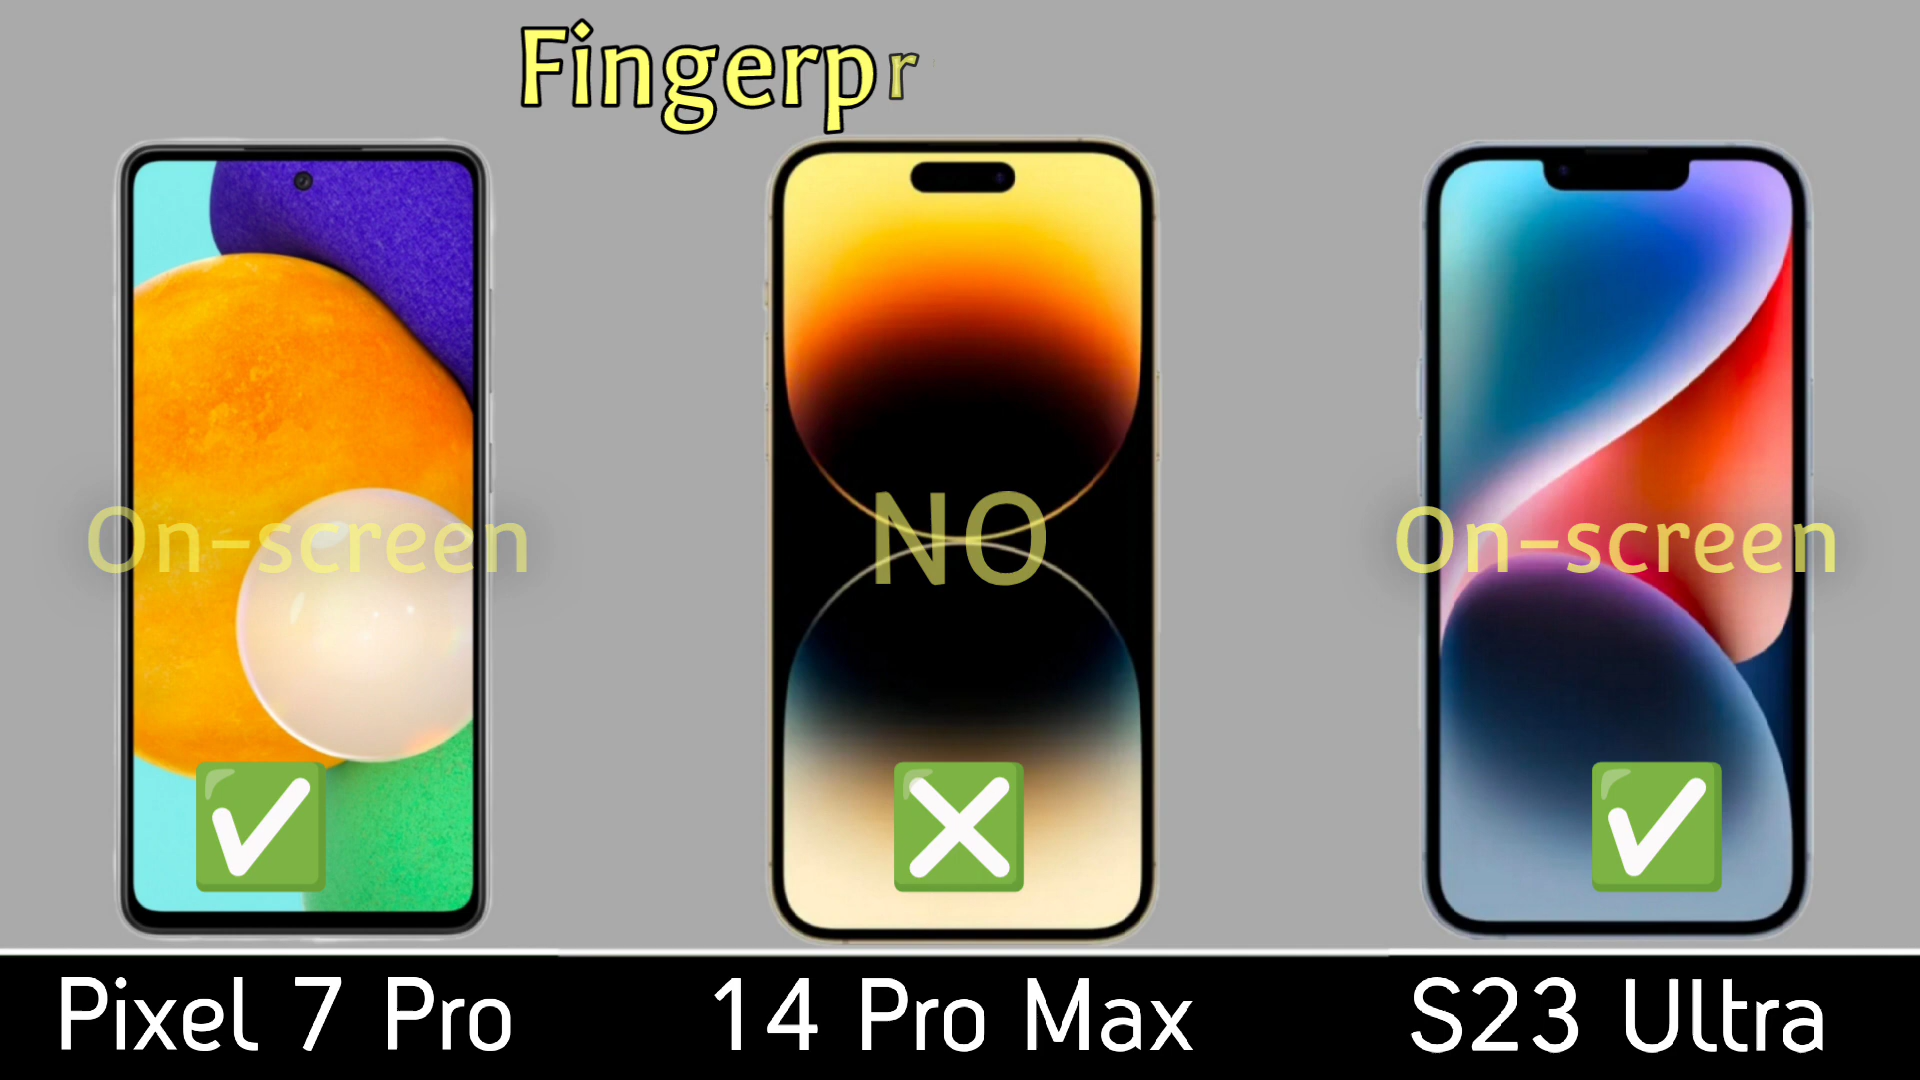 Fingerpr
On-screen
NO
On-screen
Pixel 7 Pro
14 Pro Max
S23 Ultra